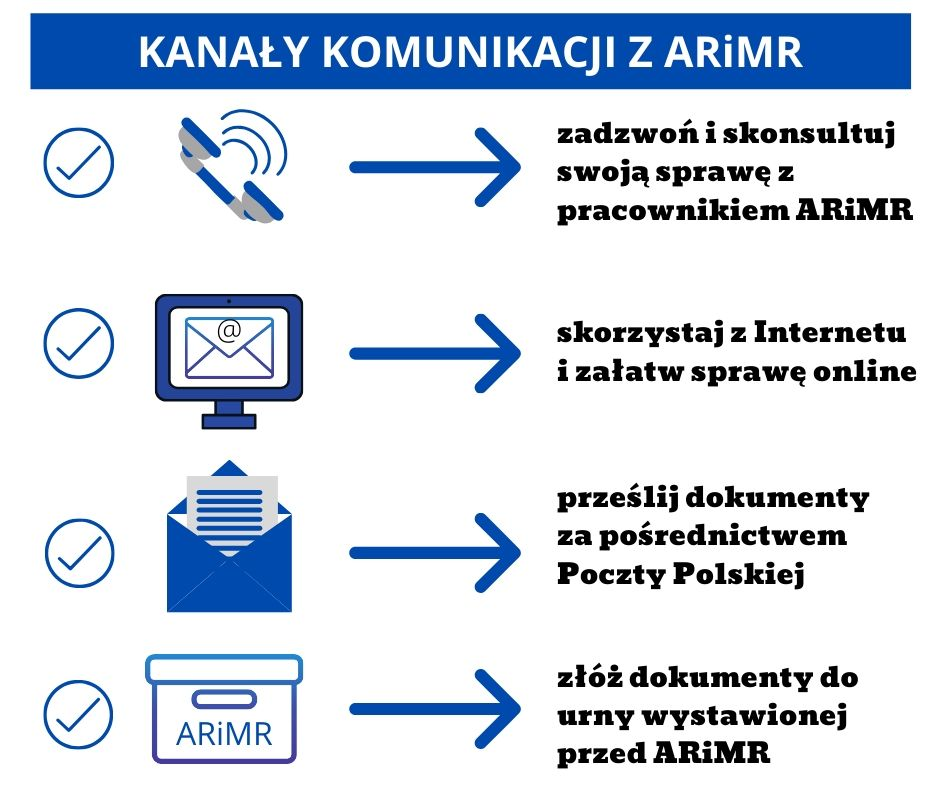 KANAŁY KOMUNIKACJI Z ARiMR
zadzwoń i skonsultuj
swoją sprawę z
pracownikiem ARiMR
@
skorzystaj z Internetu
i załatw sprawę online
prześlij dokumenty
za pośrednictwem
Poczty Polskiej
ARiMR
złóż dokumenty do
urny wystawionej
przed ARiMR